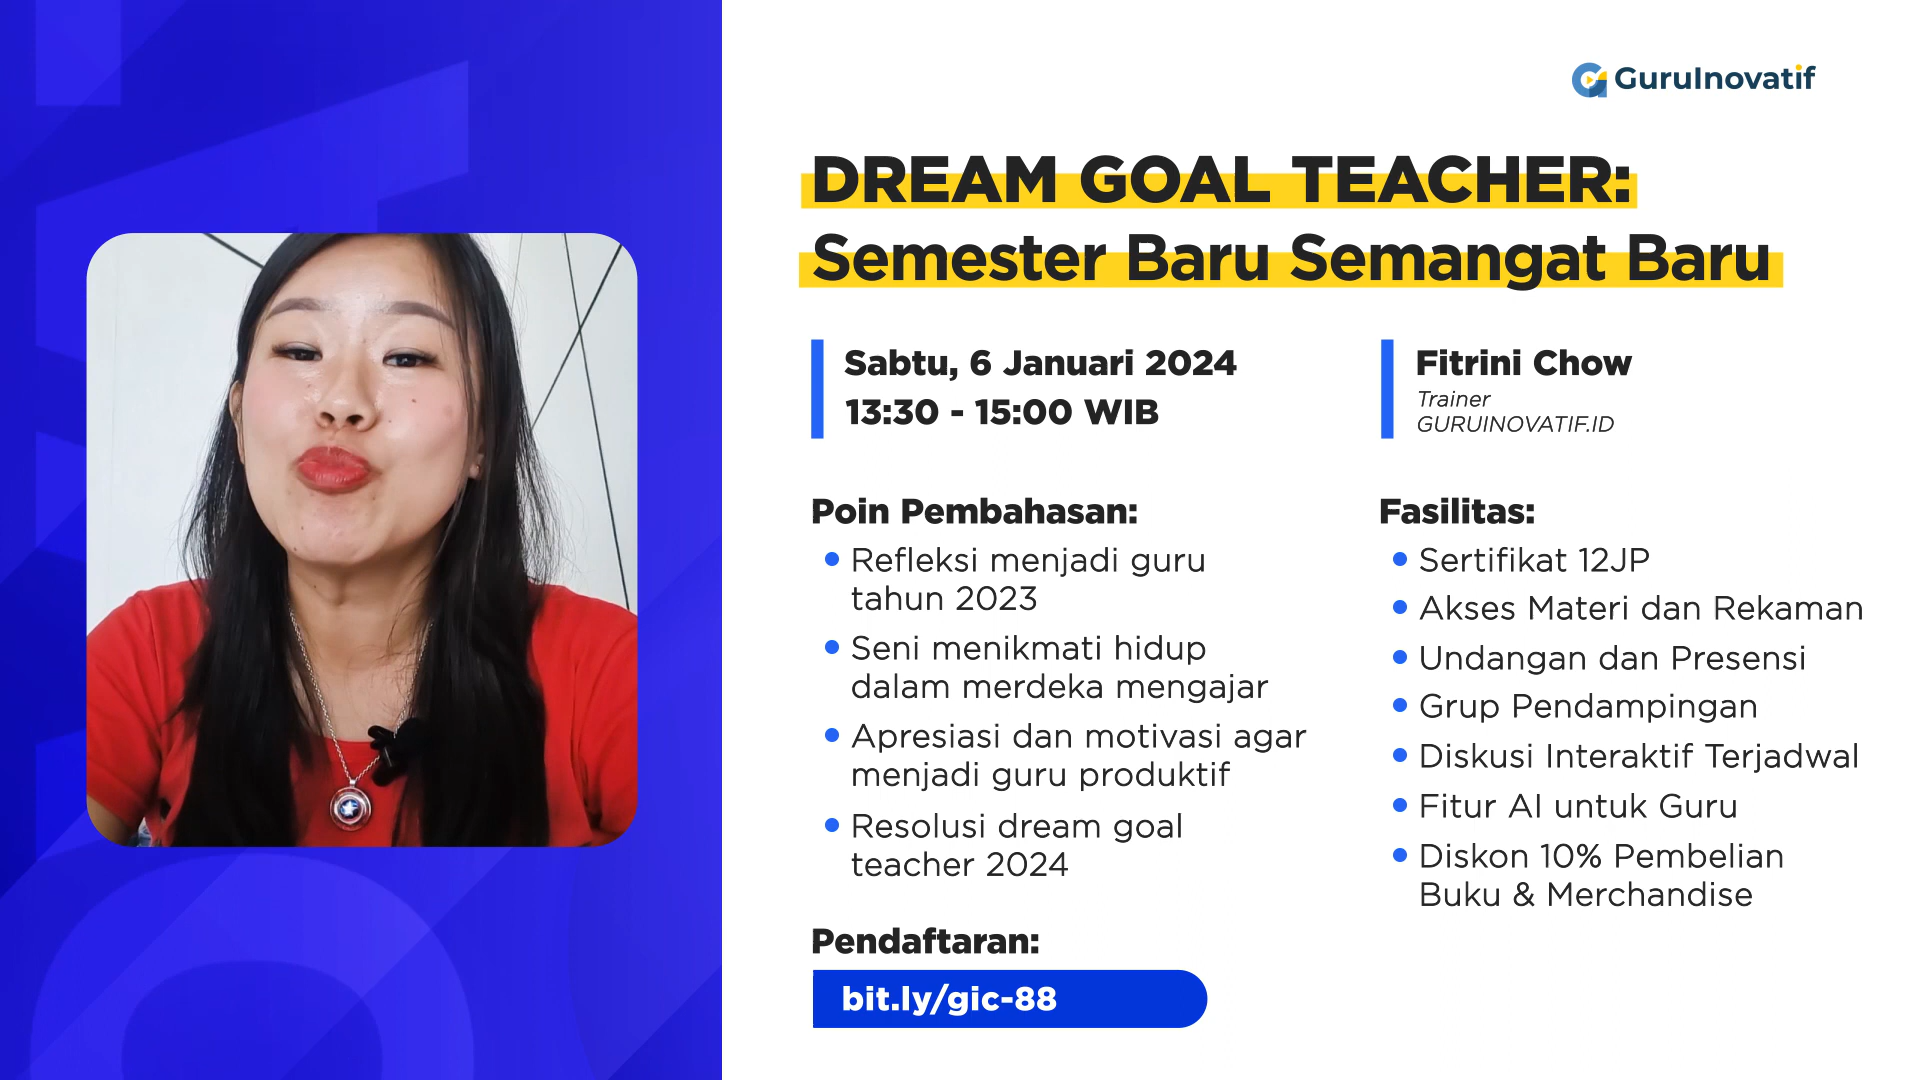 GuruInovatif
DREAM GOAL TEACHER:
Semester Baru Semangat Baru
Sabtu, 6 Januari 2024
13:30 - 15:00 WIB
Fitrini Chow
Trainer
GURUINOVATIF.ID
Poin Pembahasan:
Refleksi menjadi guru
tahun 2023
Seni menikmati hidup
dalam merdeka mengajar
Apresiasi dan motivasi agar
menjadi guru produktif
Resolusi dream goal
teacher 2024
Fasilitas:
Sertifikat 12JP
Akses Materi dan Rekaman
Undangan dan Presensi
Grup Pendampingan
Diskusi Interaktif Terjadwal
Fitur AI untuk Guru
Diskon 10% Pembelian
Buku & Merchandise
Pendaftaran:
bit.ly/gic-88